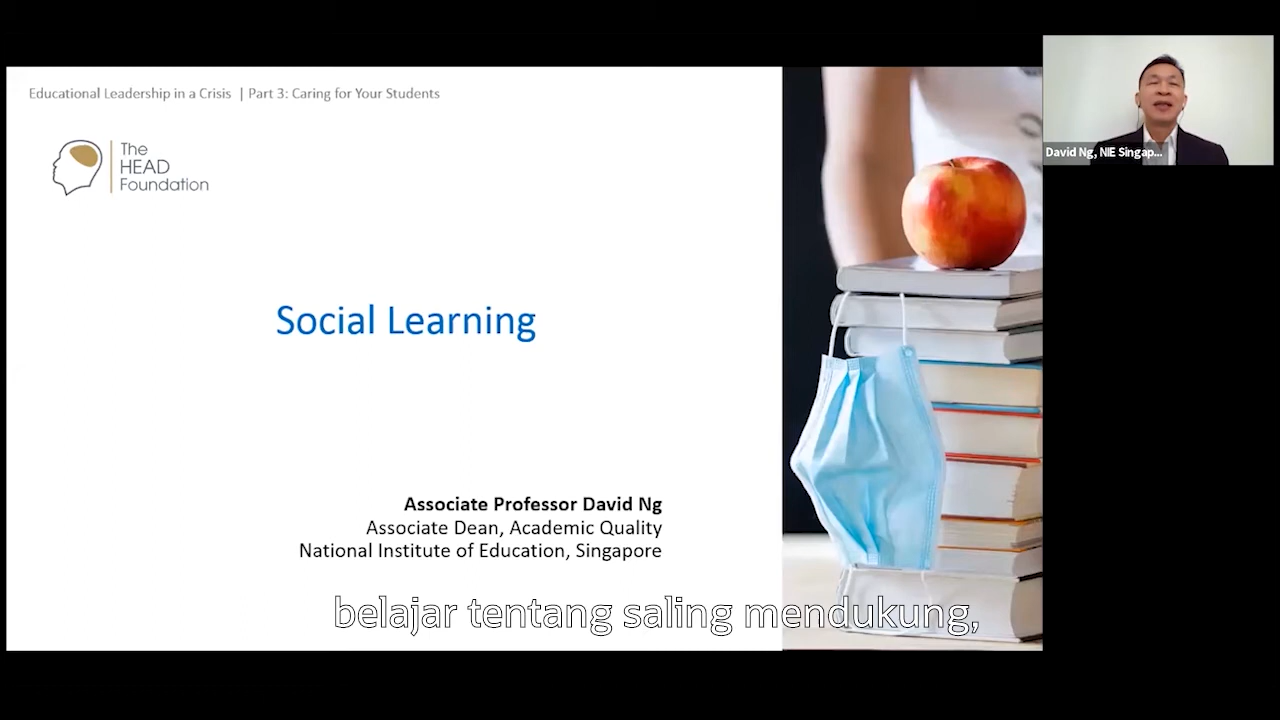 Educational Leadership in a Crisis | Part 3: Caring for Your Students
The
HEAD
Foundation
David Ng, NIE Singap...
Social Learning
Associate Professor David Ng
Associate Dean, Academic Quality
National Institute of Education, Singapore
belajar tentang saling mendukung,